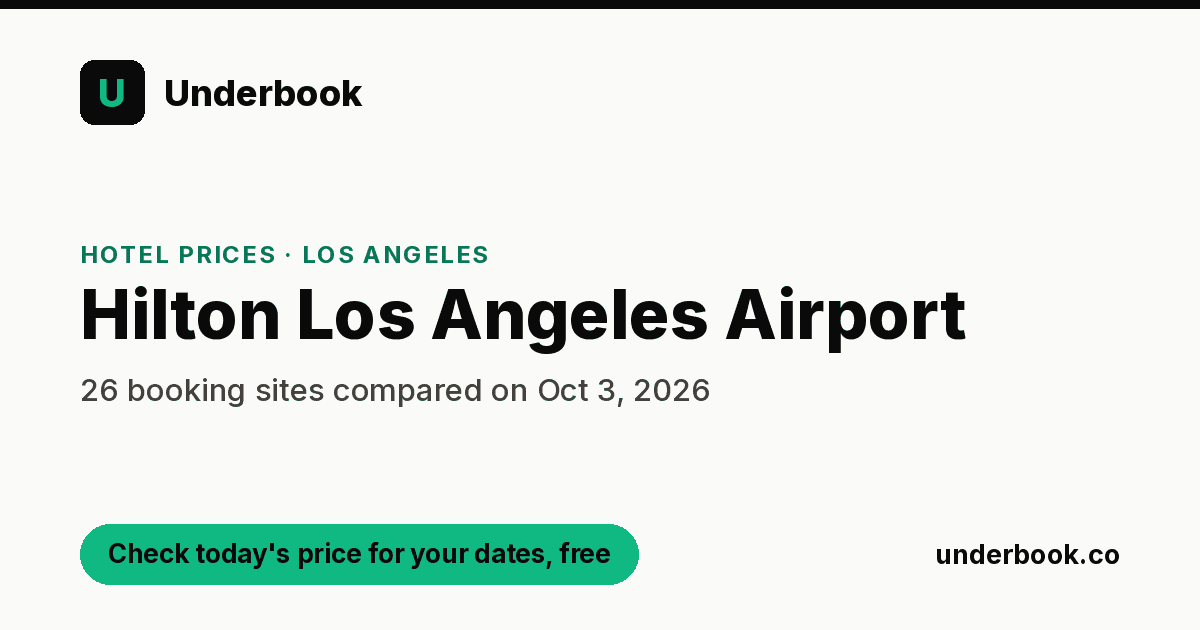 U Underbook
HOTEL PRICES · LOS ANGELES
Hilton Los Angeles Airport
26 booking sites compared on Oct 3, 2026
Check today's price for your dates, free
underbook.co